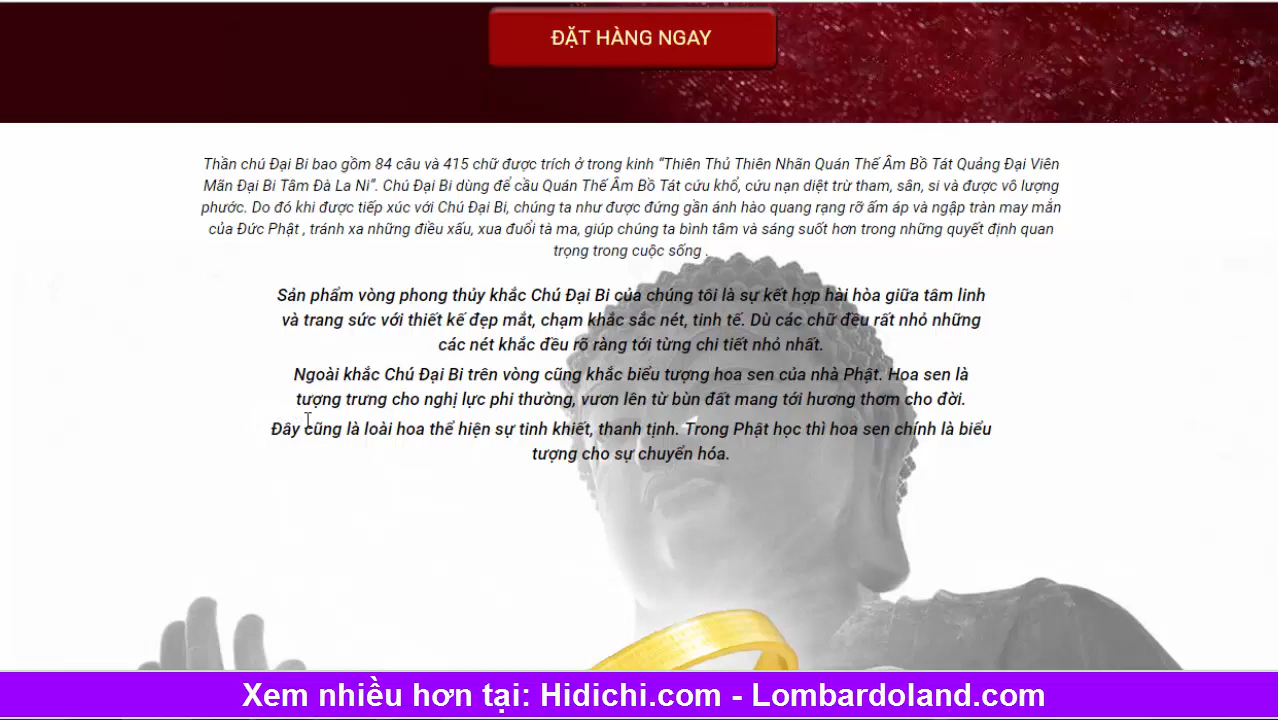 ĐẶT HÀNG NGAY
Thần chú Đại Bi bao gồm 84 câu và 415 chữ được trích ở trong kinh "Thiên Thủ Thiên Nhãn Quán Thế Âm Bồ Tát Quảng Đại Viên
Mãn Đại Bi Tâm Đà La Ni". Chú Đại Bi dùng để cầu Quán Thế Âm Bồ Tát cứu khổ, cứu nạn diệt trừ tham, sân, si và được vô lượng
phước. Do đó khi được tiếp xúc với Chú Đại Bi, chúng ta như được đứng gần ánh hào quang rạng rỡ ấm áp và ngập tràn may mắn
của Đức Phật , tránh xa những điều xấu, xua đuổi tà ma, giúp chúng ta bình tâm và sáng suốt hơn trong những quyết định quan
trọng trong cuộc sống .
Sản phẩm vòng phong thủy khắc Chú Đại Bi của chúng tôi là sự kết hợp hài hòa giữa tâm linh
và trang sức với thiết kế đẹp mắt, chạm khắc sắc nét, tinh tế. Dù các chữ đều rất nhỏ những
các nét khắc đều rõ ràng tới từng chi tiết nhỏ nhất.
Ngoài khắc Chú Đại Bi trên vòng cũng khắc biểu tượng hoa sen của nhà Phật. Hoa sen là
tượng trưng cho nghị lực phi thường, vươn lên từ bùn đất mang tới hương thơm cho đời.
Đây cũng là loài hoa thể hiện sự tinh khiết, thanh tịnh. Trong Phật học thì hoa sen chính là biểu
tượng cho sự chuyển hóa.
Xem nhiều hơn tại: Hidichi.com - Lombardoland.com